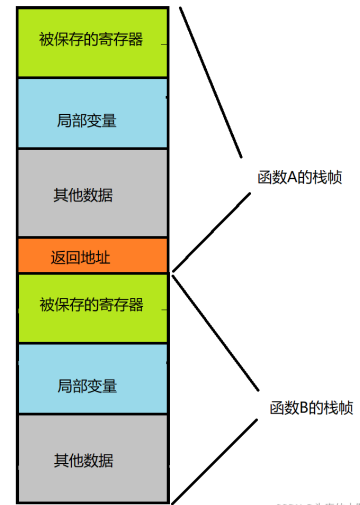 被保存的寄存器
局部变量
其他数据
函数A的栈帧
返回地址
被保存的寄存器
局部变量
函数B的栈帧
其他数据